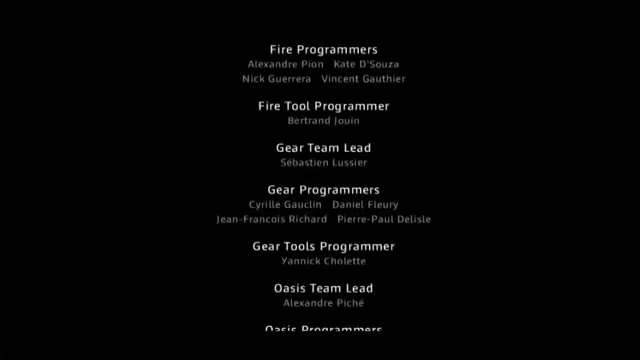 Fire Programmers
Alexandre Pion Kate D'Souza
Nick Guerrera Vincent Gauthier
Fire Tool Programmer
Bertrand Jouin
Gear Team Lead
Sébastien Lussier
Gear Programmers
Cyrille Gauclin Daniel Fleury
Jean-Francois Richard Pierre-Paul Delisle
Gear Tools Programmer
Yannick Cholette
Oasis Team Lead
Alexandre Piché
Oasis Programmers